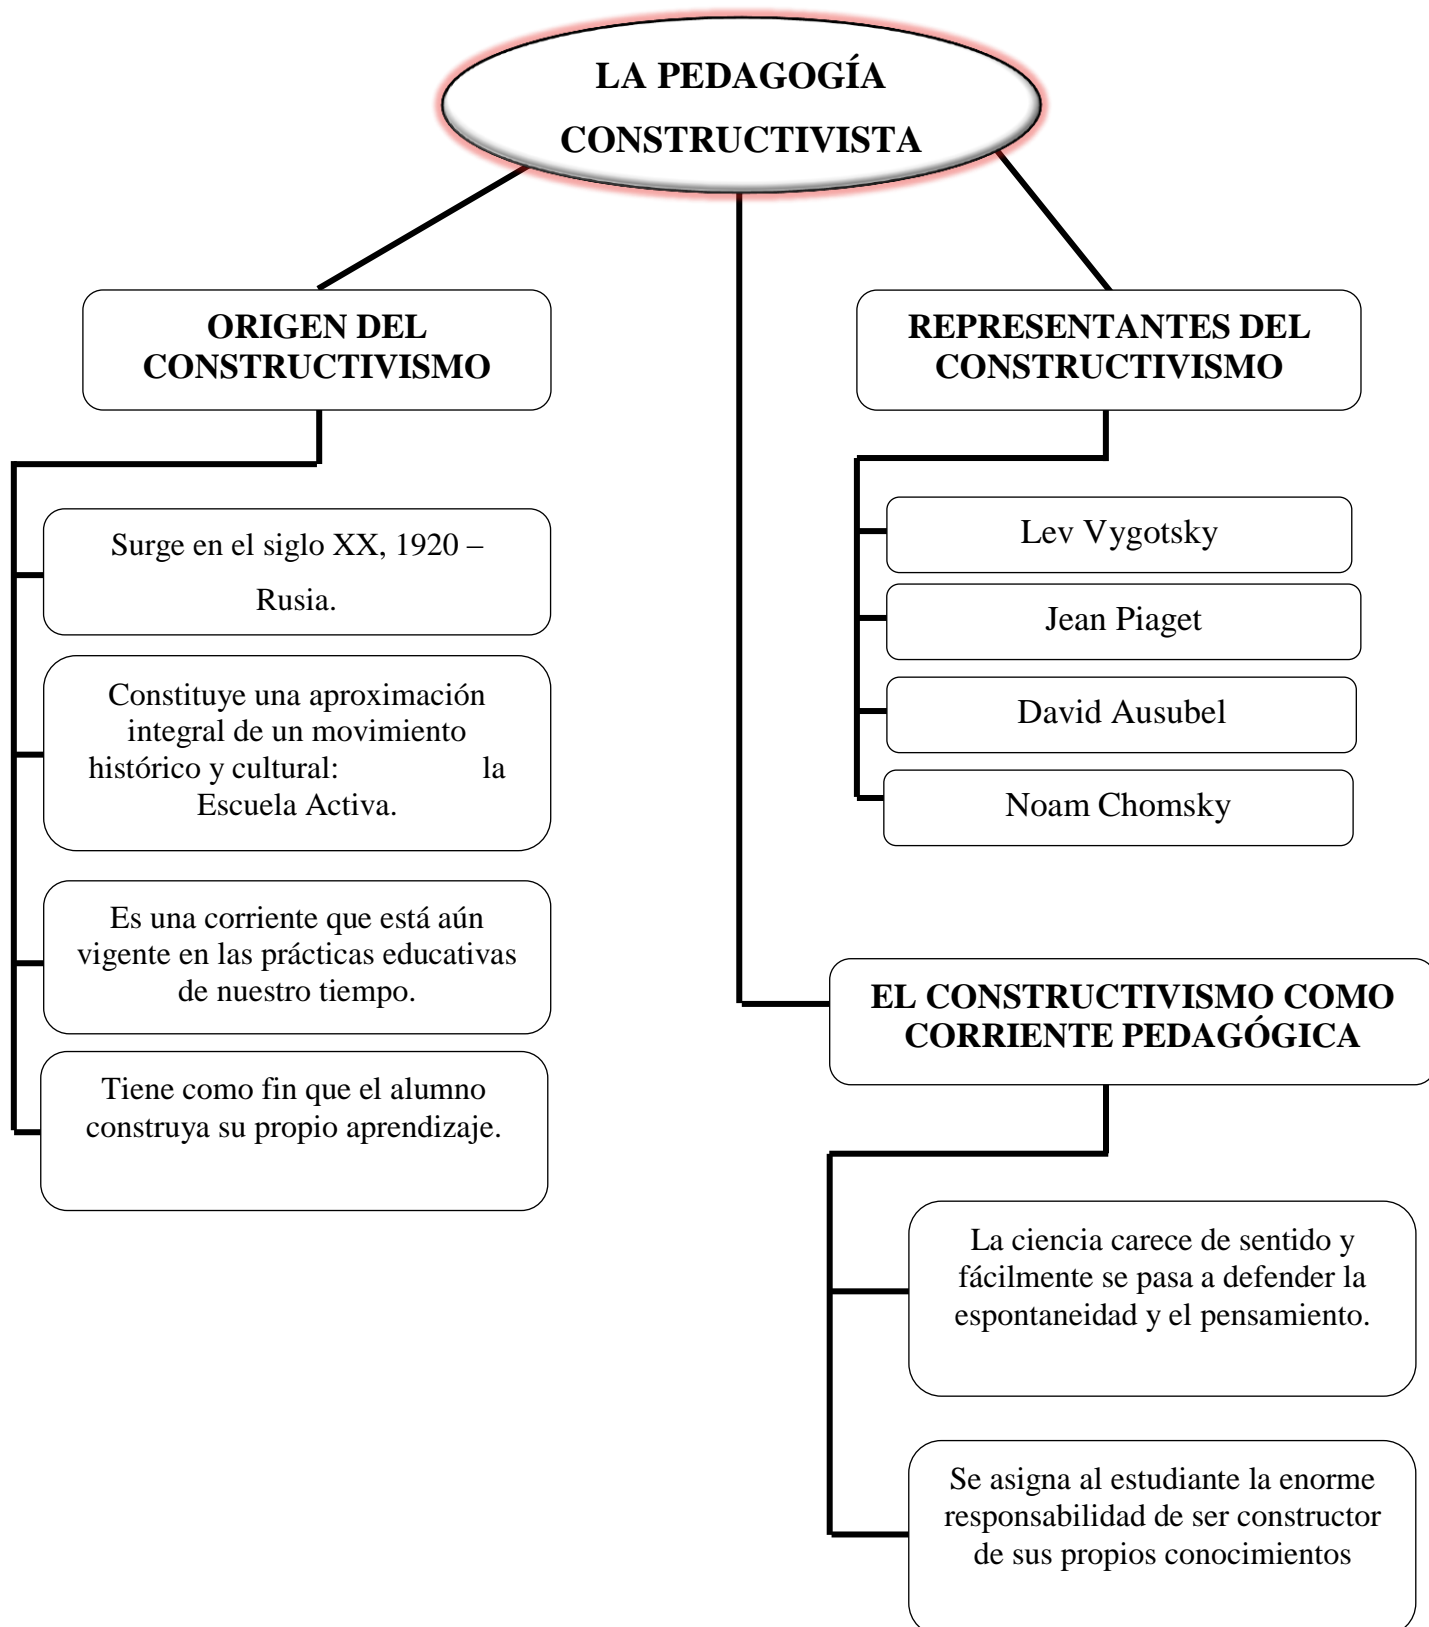 LA PEDAGOGÍA
CONSTRUCTIVISTA
ORIGEN DEL
CONSTRUCTIVISMO
Surge en el siglo XX, 1920 –
Rusia.
Constituye una aproximación
integral de un movimiento
histórico y cultural: la
Escuela Activa.
Es una corriente que está aún
vigente en las prácticas educativas
de nuestro tiempo.
Tiene como fin que el alumno
construya su propio aprendizaje.
REPRESENTANTES DEL
CONSTRUCTIVISMO
Lev Vygotsky
Jean Piaget
David Ausubel
Noam Chomsky
EL CONSTRUCTIVISMO COMO
CORRIENTE PEDAGÓGICA
La ciencia carece de sentido y
fácilmente se pasa a defender la
espontaneidad y el pensamiento.
Se asigna al estudiante la enorme
responsabilidad de ser constructor
de sus propios conocimientos